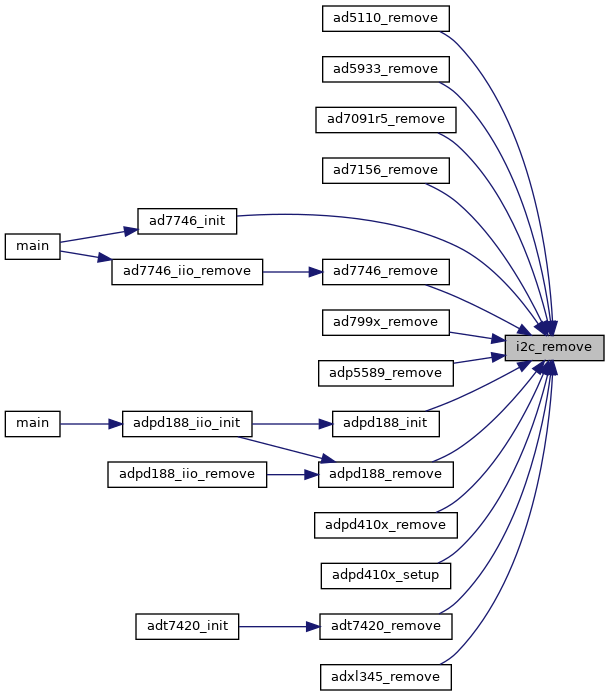 ad5110_remove
ad5933_remove
ad7091r5_remove
ad7156_remove
ad7746_init
main
ad7746_iio_remove
ad7746_remove
ad799x_remove
i2c_remove
adp5589_remove
main
adpd188_iio_init
adpd188_init
adpd188_iio_remove
adpd188_remove
adpd410x_remove
adpd410x_setup
adt7420_init
adt7420_remove
adxl345_remove